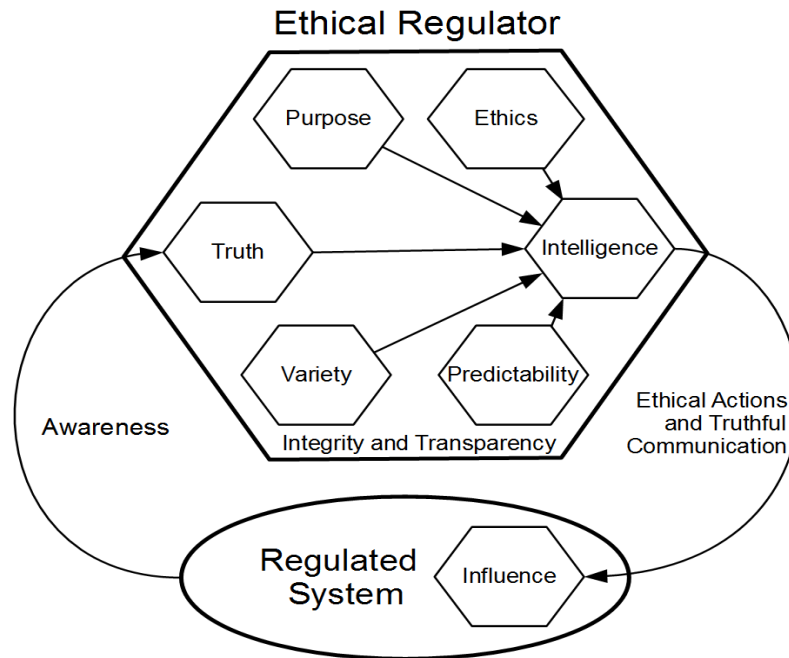 Ethical Regulator
Purpose
Ethics
Truth
Intelligence
Variety
Predictability
Integrity and Transparency
Awareness
Ethical Actions
and Truthful
Communication
Regulated
System
Influence